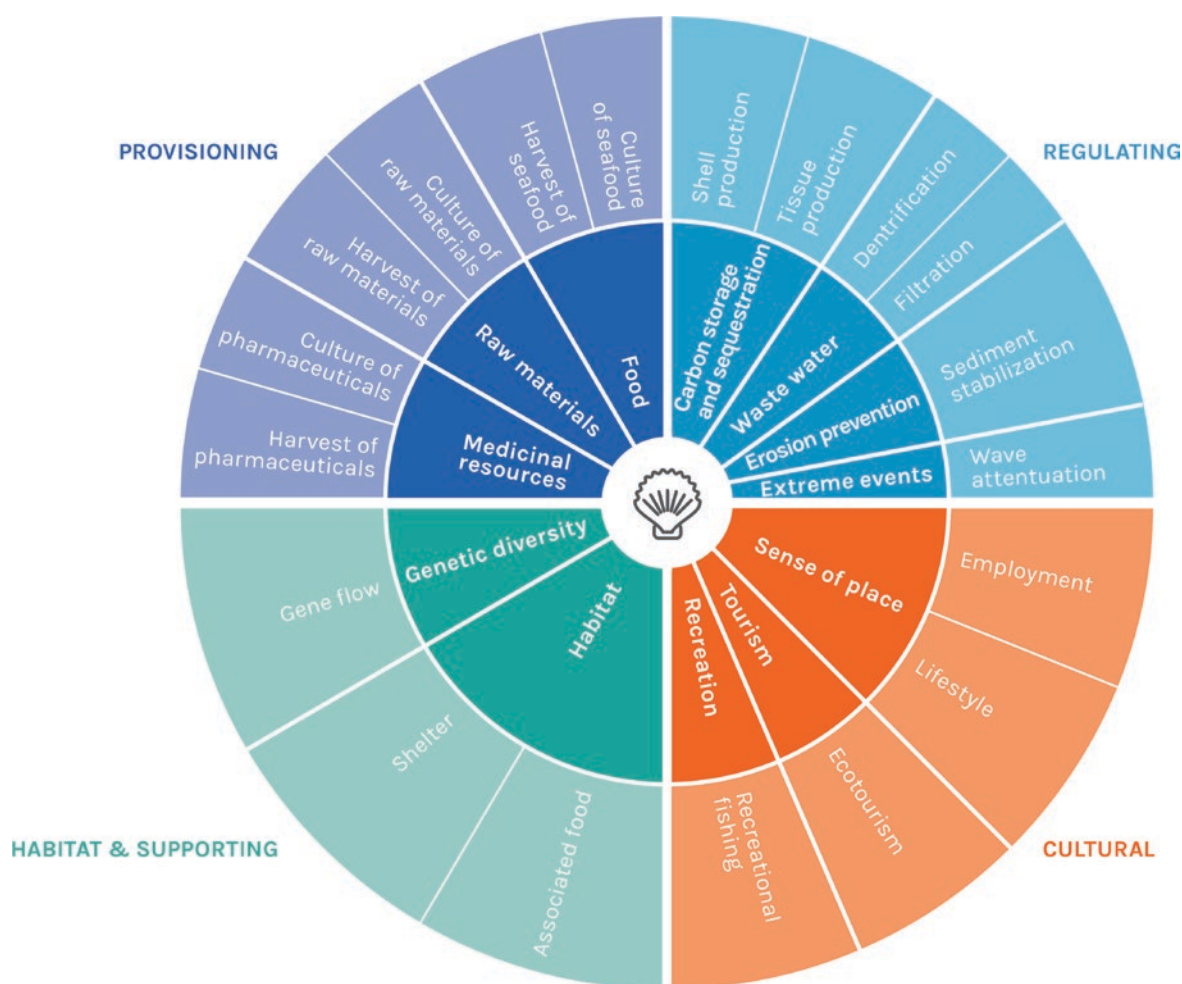 PROVISIONING
REGULATING
HABITAT & SUPPORTING
CULTURAL
Harvest of
pharmaceuticals
Culture of
pharmaceuticals
Harvest of
raw materials
Culture of
raw materials
Harvest of
seafood
Culture
of seafood
Medicinal
resources
Raw materials
Food
Shell
production
Tissue
production
Dentrification
Filtration
Sediment
stabilization
Wave
attentuation
Carbon storage
and sequestration
Waste water
Erosion prevention
Extreme events
Genetic diversity
Habitat
Gene flow
Shelter
Associated food
Sense of place
Tourism
Recreation
Employment
Lifestyle
Ecotourism
Recreational
fishing